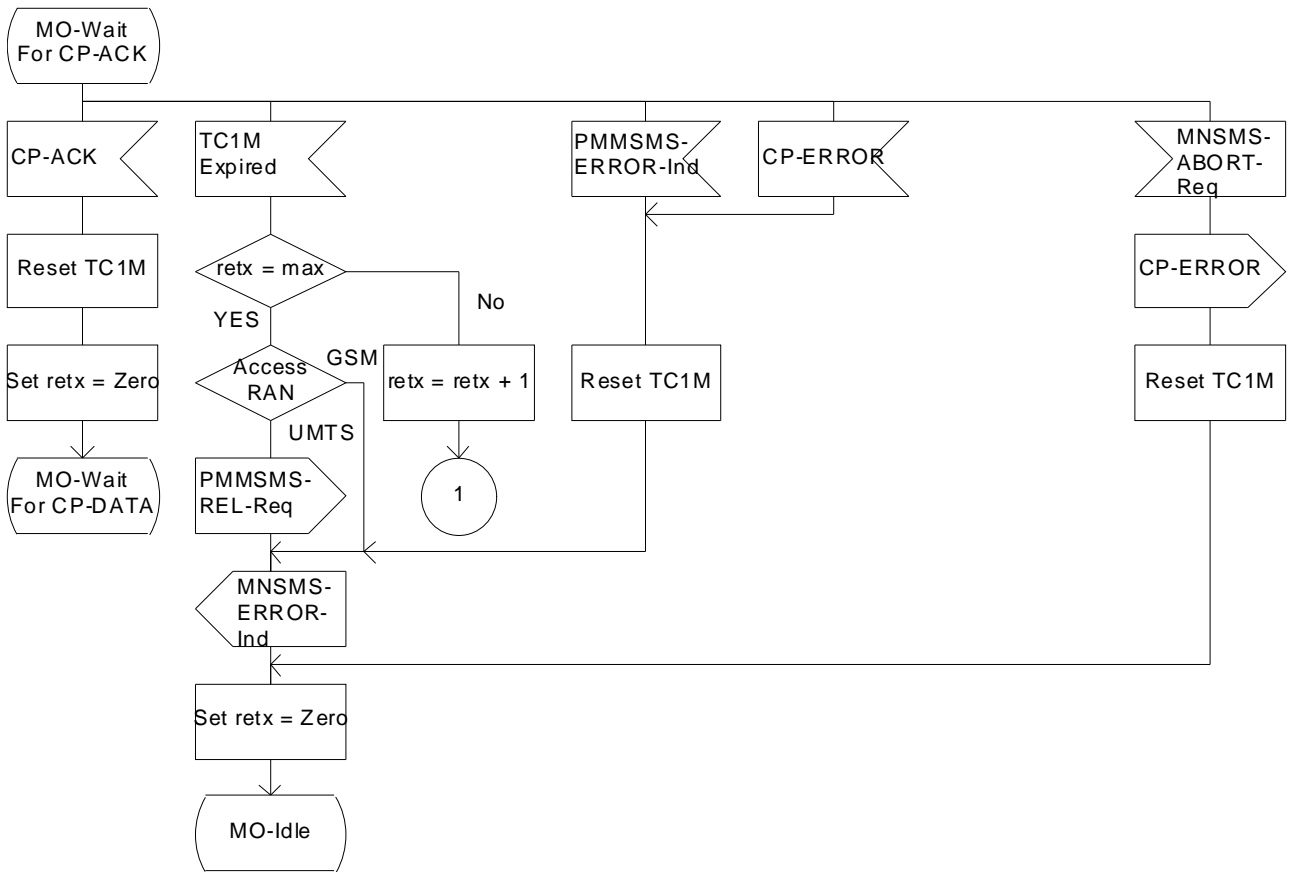 MO-Wait
For CP-ACK
CP-ACK
TC1M
Expired
PMMSMS-
ERROR-Ind
CP-ERROR
MNSMS-
ABORT-
Req
Reset TC1M
retx = max
No
CP-ERROR
YES
Set retx = Zero
Access
RAN
GSM
retx = retx + 1
Reset TC1M
Reset TC1M
UMTS
MO-Wait
For CP-DATA
PMMSMS-
REL-Req
1
MNSMS-
ERROR-
Ind
Set retx = Zero
MO-Idle